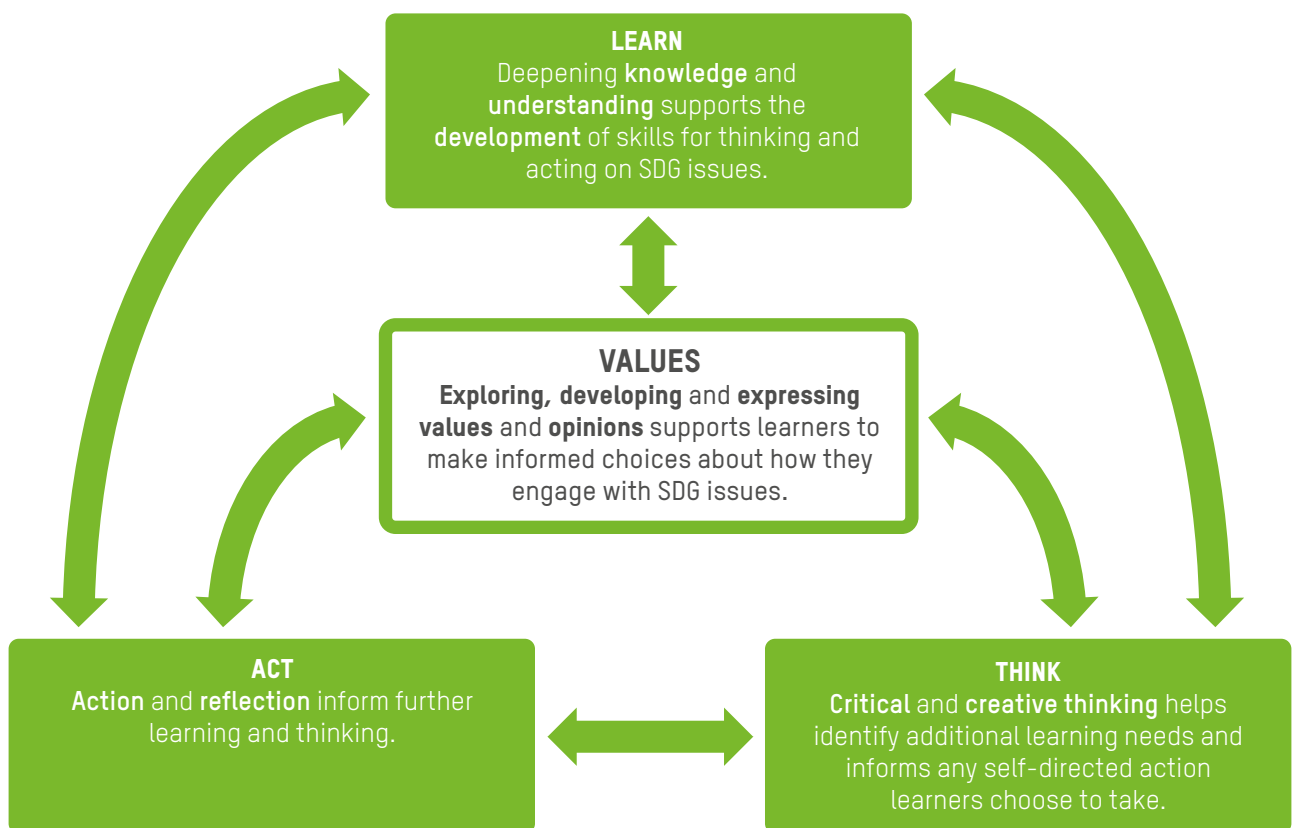 LEARN
Deepening knowledge and
understanding supports the
development of skills for thinking and
acting on SDG issues.
VALUES
Exploring, developing and expressing
values and opinions supports learners to
make informed choices about how they
engage with SDG issues.
ACT
Action and reflection inform further
learning and thinking.
THINK
Critical and creative thinking helps
identify additional learning needs and
informs any self-directed action
learners choose to take.